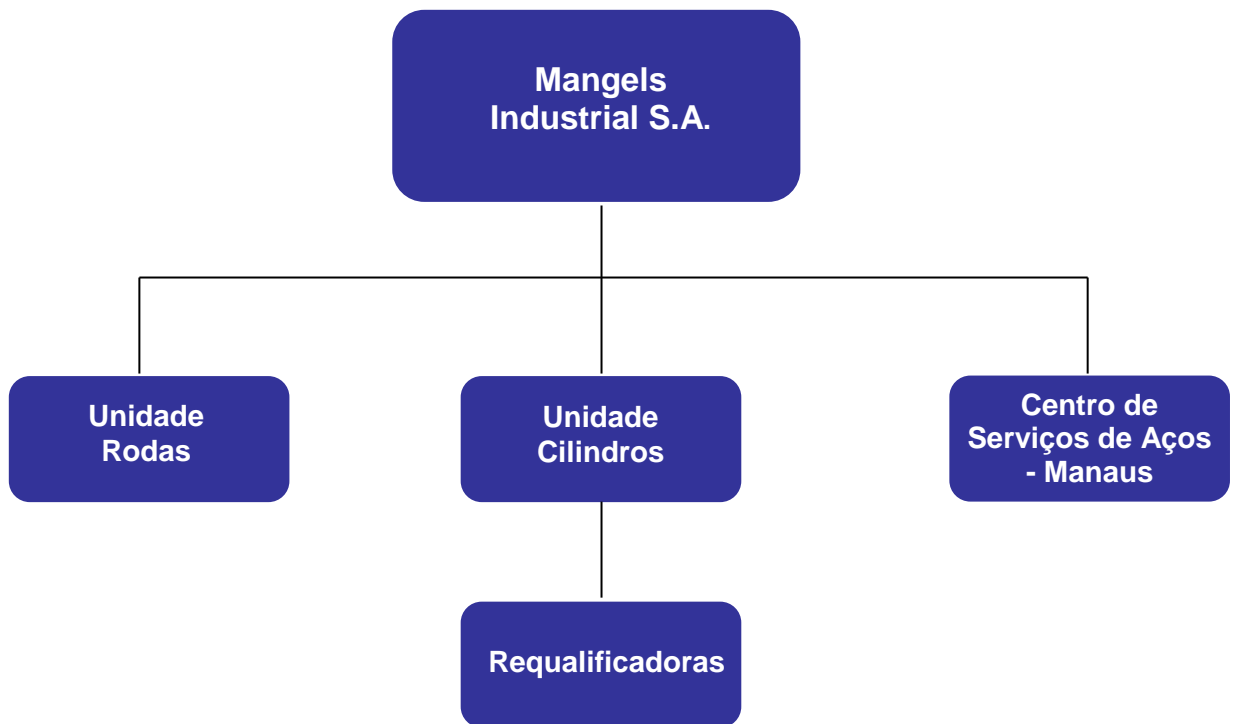 Mangels
Industrial S.A.
Unidade
Rodas
Unidade
Cilindros
Centro de
Serviços de Aços
- Manaus
Requalificadoras